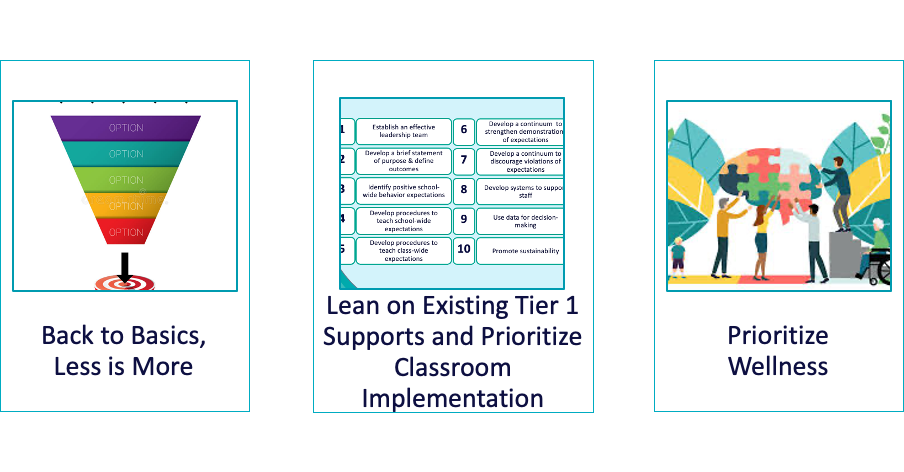 OPTION
OPTION
OPTION
OPTION
OPTION
Back to Basics,
Less is More
1
Establish an effective
leadership team
2
Develop a brief statement
of purpose & define
outcomes
3
Identify positive school-
wide behavior expectations
4
Develop procedures to
teach school-wide
expectations
5
Develop procedures to
teach class-wide
expectations
6
Develop a continuum to
strengthen demonstration
of expectations
7
Develop a continuum to
discourage violations of
expectations
8
Develop systems to suppo
staff
9
Use data for decision-
making
10
Promote sustainability
Lean on Existing Tier 1
Supports and Prioritize
Classroom
Implementation
Prioritize
Wellness